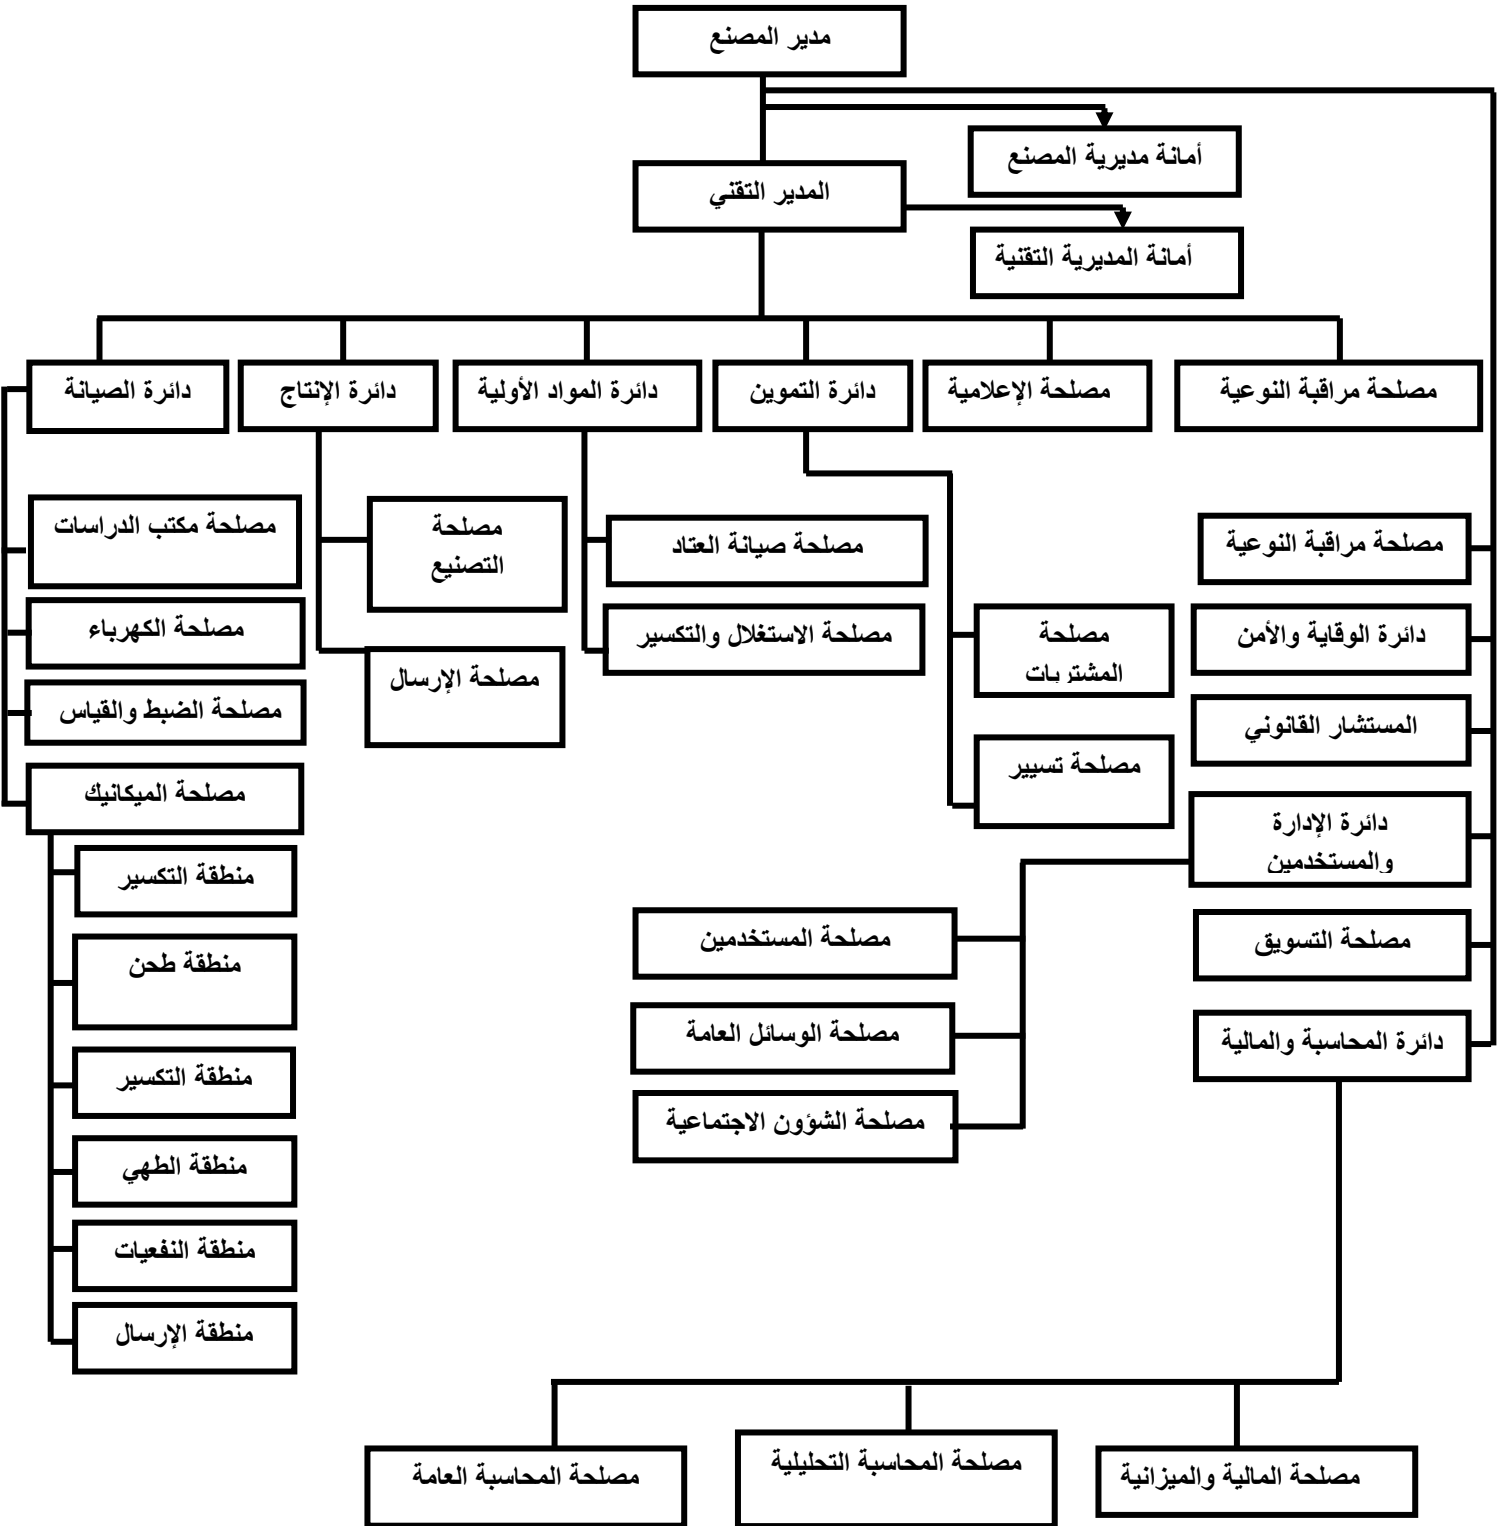 مدير المصنع
أمانة مديرية المصنع
المدير التقني
أمانة المديرية التقنية
مصلحة مراقبة النوعية
مصلحة الإعلامية
دائرة التموين
دائرة المواد الأولية
دائرة الإنتاج
دائرة الصيانة
مصلحة مراقبة النوعية
دائرة الوقاية والأمن
المستشار القانوني
دائرة الإدارة
والمستخدمين
مصلحة التسويق
دائرة المحاسبة والمالية
مصلحة
المشتريات
مصلحة تسيير
مصلحة صيانة العتاد
مصلحة الاستغلال والتكسير
مصلحة
التصنيع
مصلحة الإرسال
مصلحة مكتب الدراسات
مصلحة الكهرباء
مصلحة الضبط والقياس
مصلحة الميكانيك
منطقة التكسير
منطقة طحن
منطقة التكسير
منطقة الطهي
منطقة النفعيات
منطقة الإرسال
مصلحة المستخدمين
مصلحة الوسائل العامة
مصلحة الشؤون الاجتماعية
مصلحة المالية والميزانية
مصلحة المحاسبة التحليلية
مصلحة المحاسبة العامة